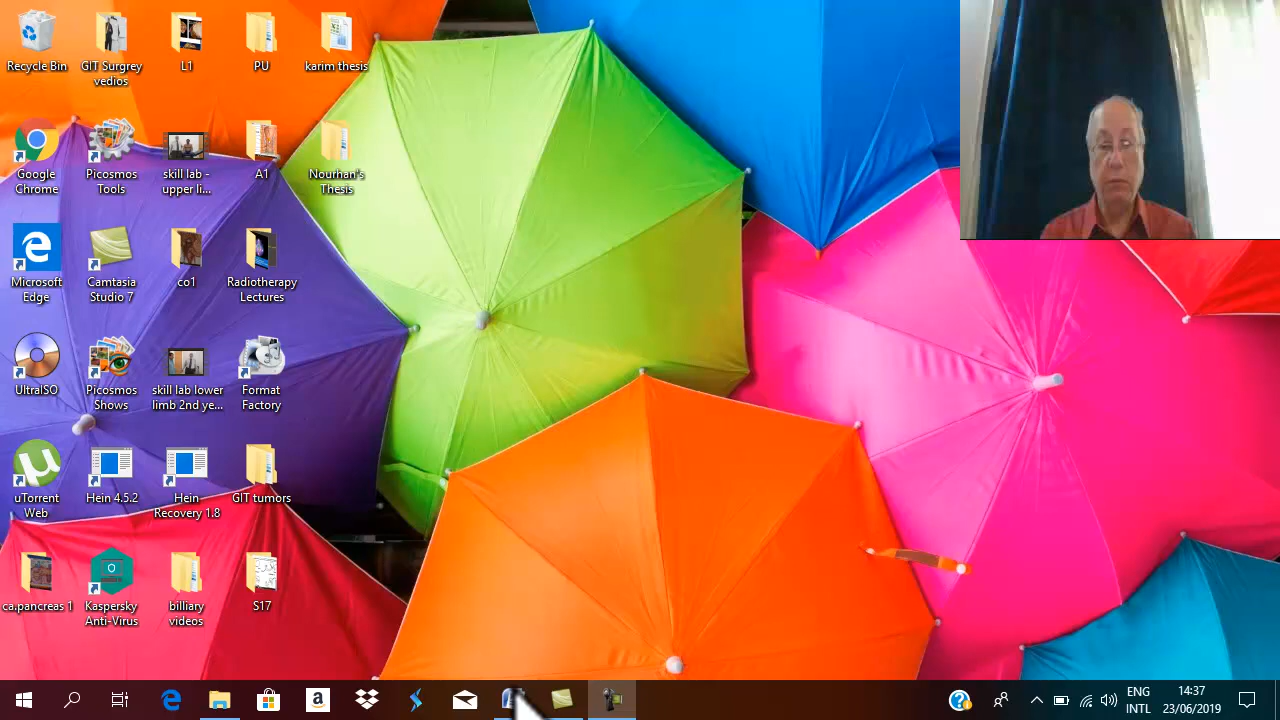 Recycle Bin
GIT Surgrey
vedios
L1
PU
karim thesis
Google
Chrome
Picosmos
Tools
skill lab -
upper li...
A1
Nourhan's
Thesis
Microsoft
Edge
Camtasia
Studio 7
co1
Radiotherapy
Lectures
UltraISO
Picosmos
Shows
skill lab lower
limb 2nd ye...
Format
Factory
uTorrent
Web
Hein 4.5.2
Hein
Recovery 1.8
GIT tumors
ca.pancreas 1
Kaspersky
Anti-Virus
billiary
videos
S17
ENG
INTL
14:37
23/06/2019